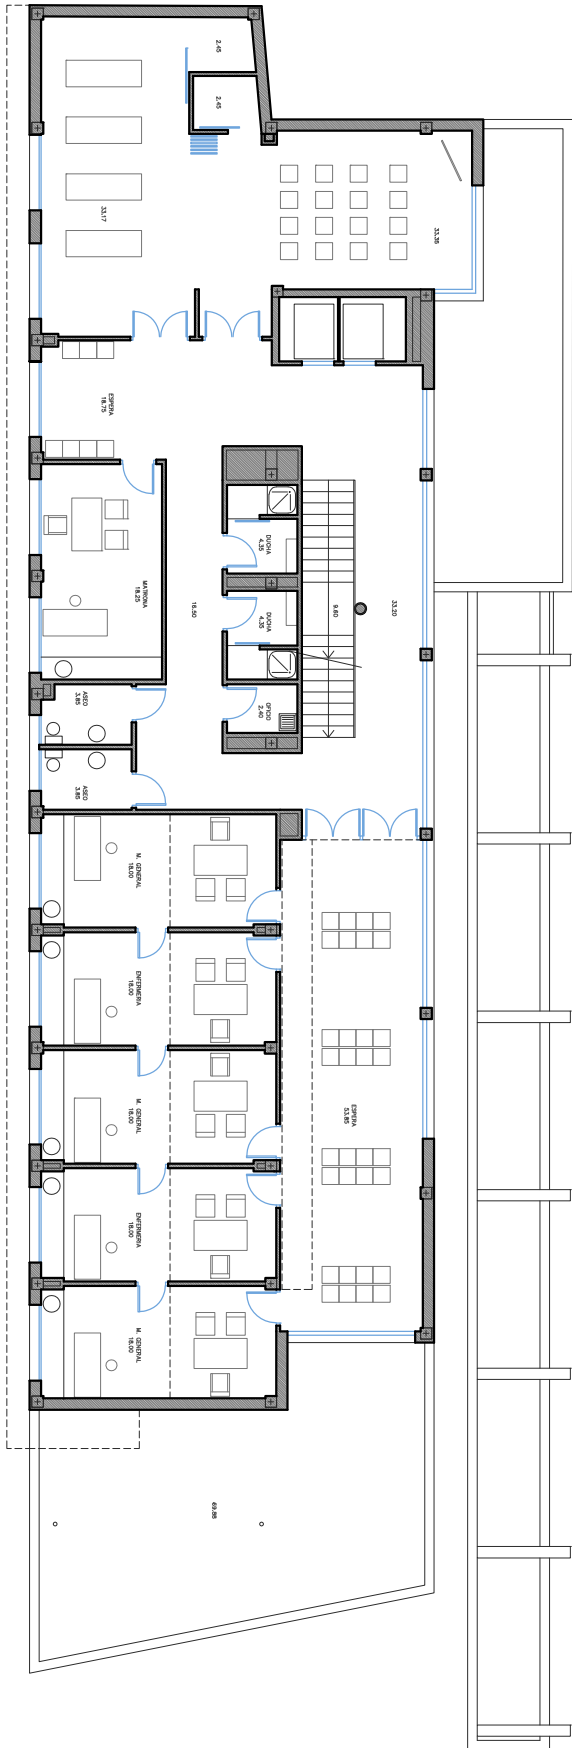 2.45
2.45
33.17
33.35
ESPERA
18.75
MATRONA
18.25
DUCHA
4.35
16.50
9.60
33.20
DUCHA
4.35
OFICIO
2.40
ASEO
3.85
ASEO
3.85
M. GENERAL
18.00
ENFERMERIA
18.00
M. GENERAL
18.00
ESPERA
53.85
ENFERMERIA
18.00
M. GENERAL
18.00
69.88